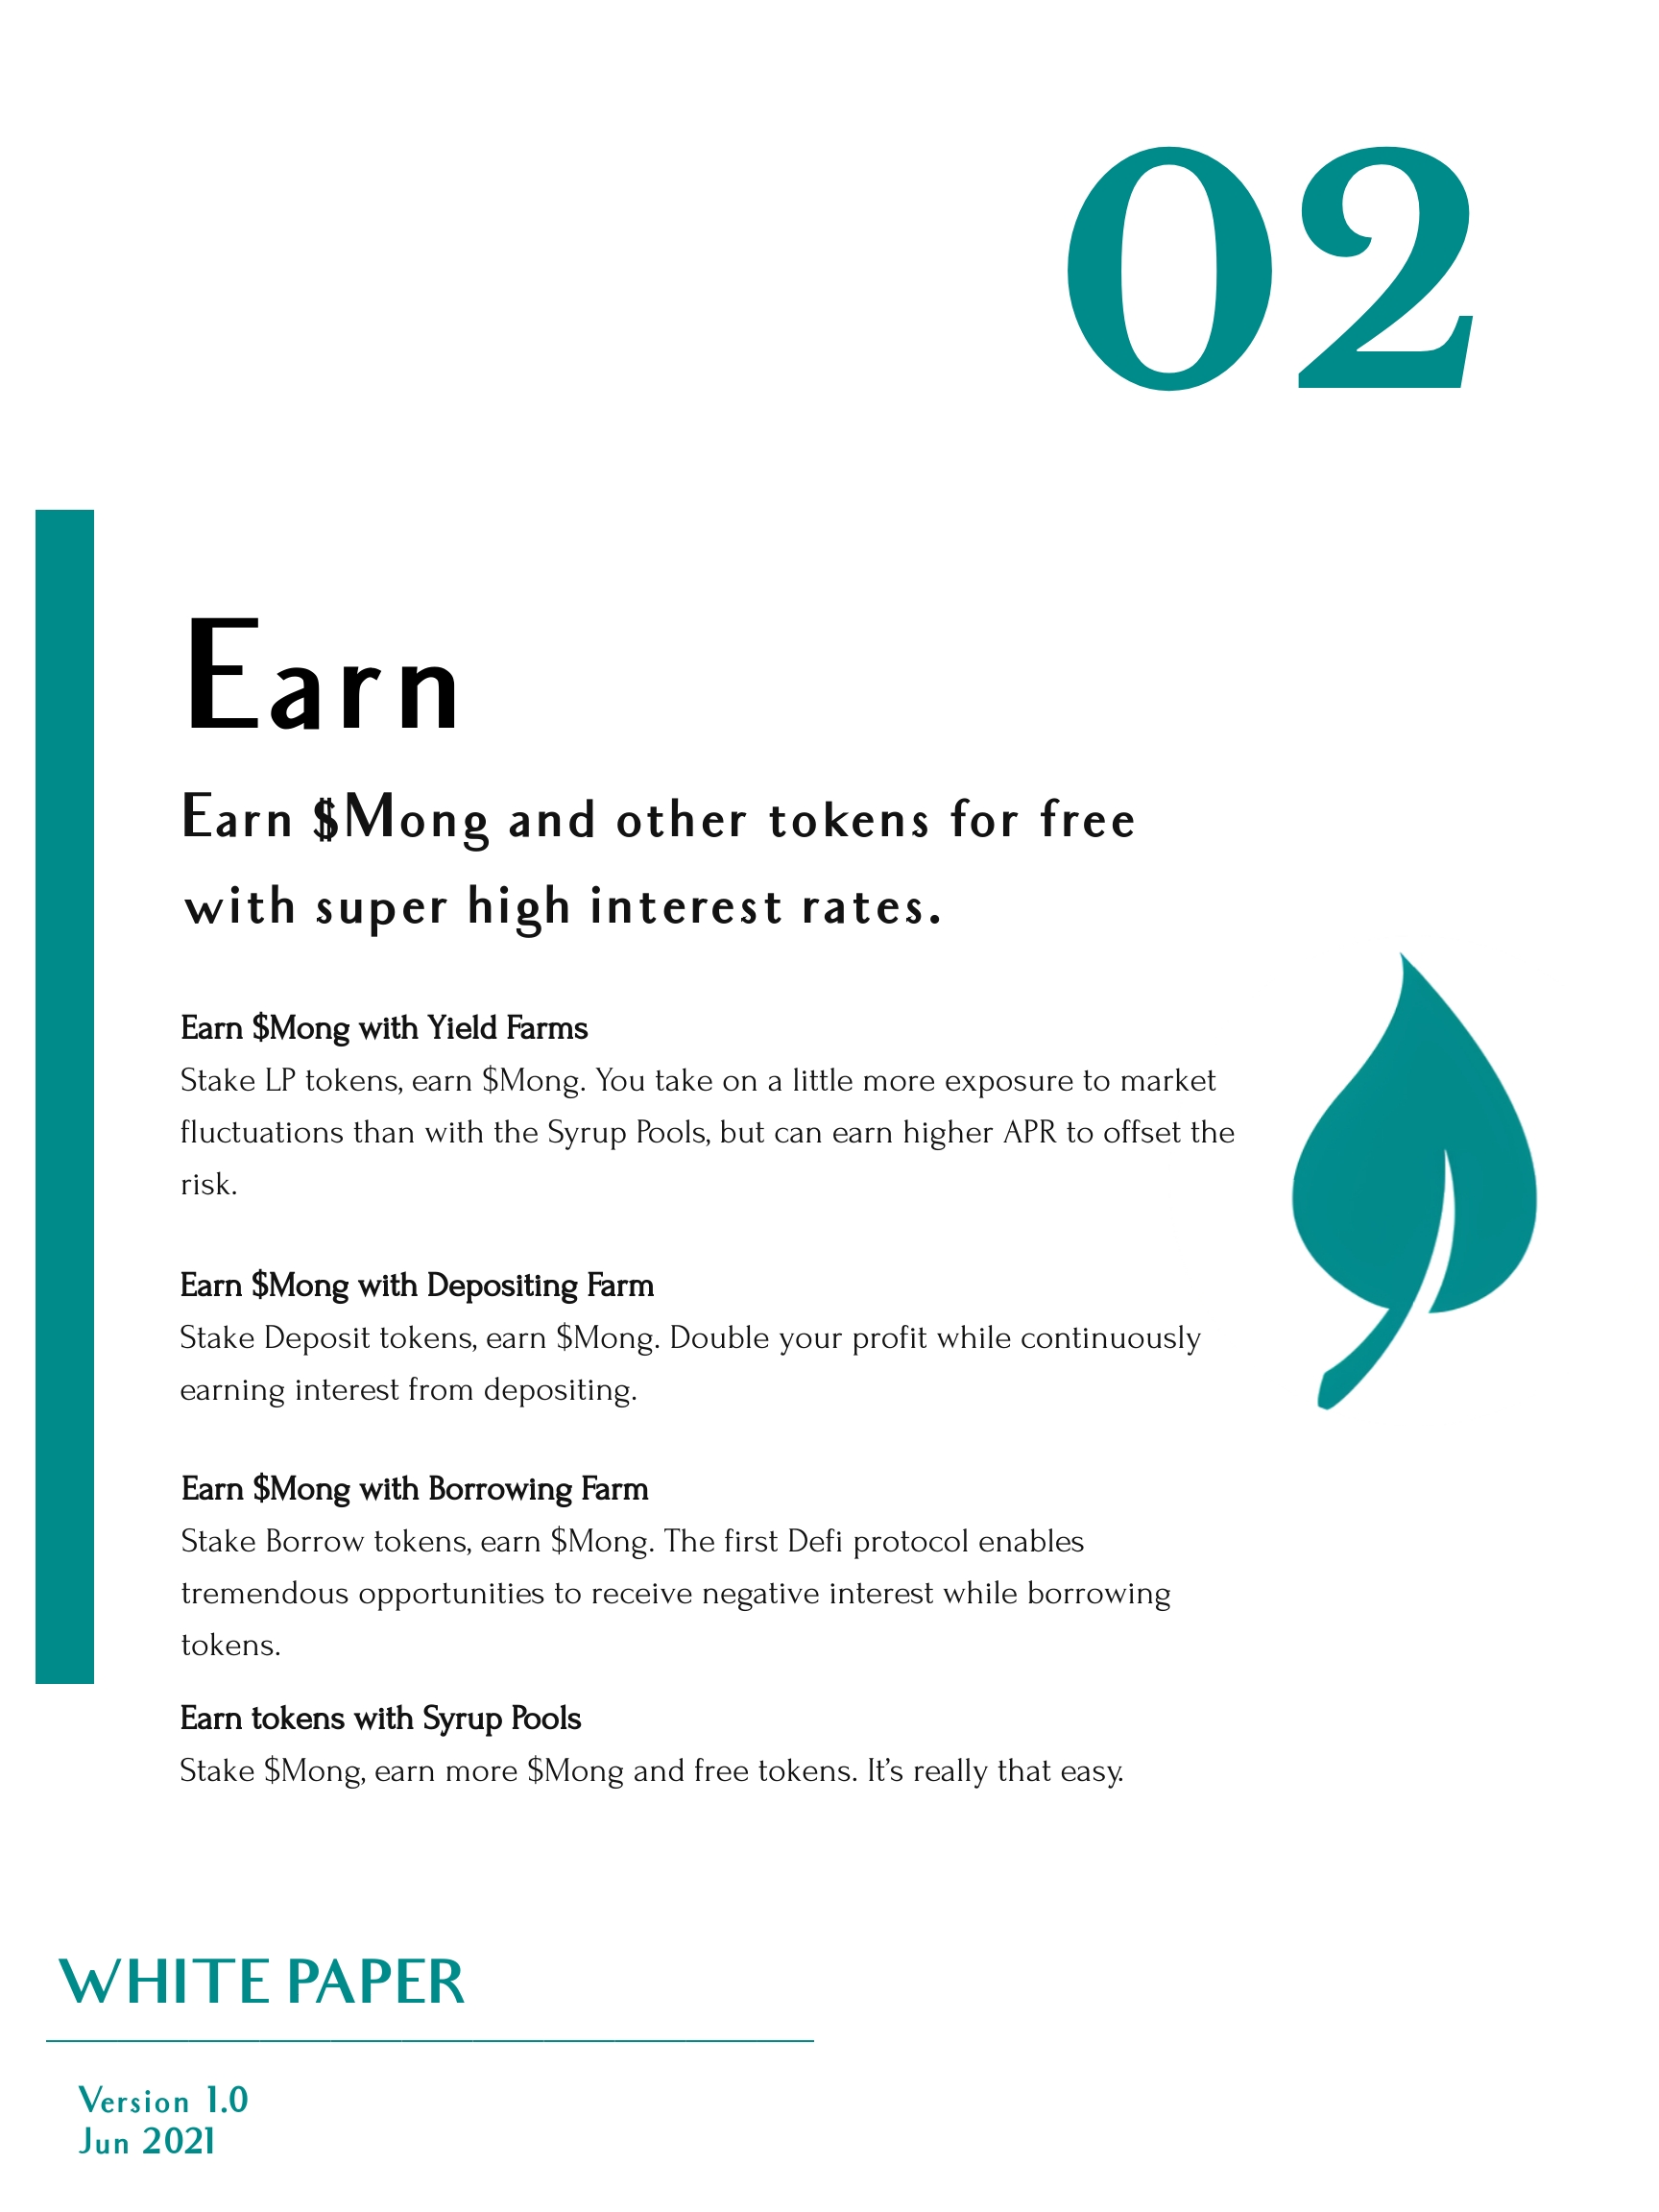 02
Earn
Earn $Mong and other tokens for free
with super high interest rates.
Earn $Mong with Yield Farms
Stake LP tokens, earn $Mong. You take on a little more exposure to market
fluctuations than with the Syrup Pools, but can earn higher APR to offset the
risk.
Earn $Mong with Depositing Farm
Stake Deposit tokens, earn $Mong. Double your profit while continuously
earning interest from depositing.
Earn $Mong with Borrowing Farm
Stake Borrow tokens, earn $Mong. The first Defi protocol enables
tremendous opportunities to receive negative interest while borrowing
tokens.
Earn tokens with Syrup Pools
Stake $Mong, earn more $Mong and free tokens. It’s really that easy.
WHITE PAPER
Version 1.0
Jun 2021